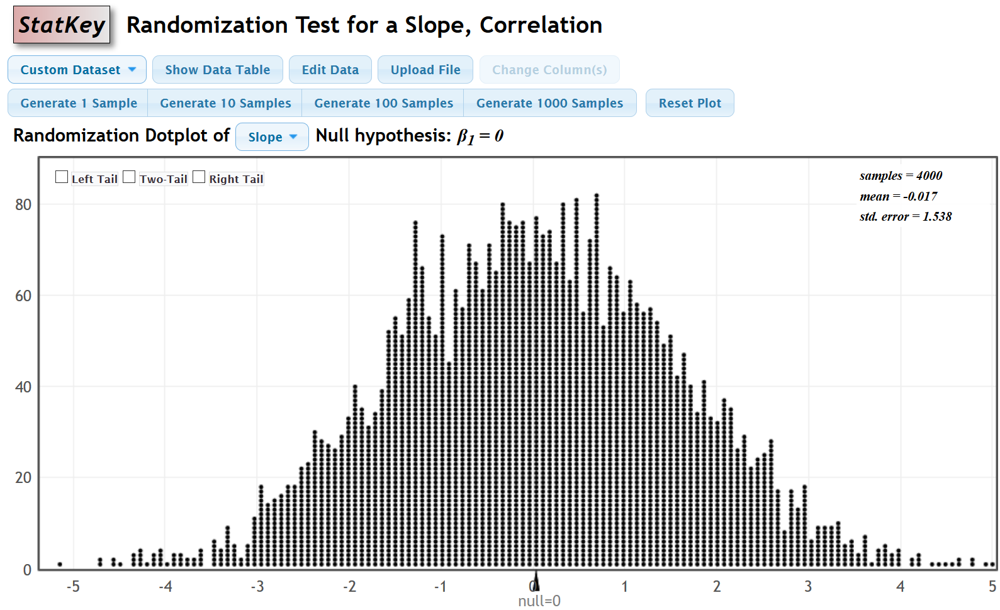 StatKey Randomization Test for a Slope, Correlation
Custom Dataset Show Data Table Edit Data Upload File Change Column(s)
Generate 1 Sample Generate 10 Samples Generate 100 Samples Generate 1000 Samples Reset Plot
Randomization Dotplot of Slope Null hypothesis: β1 = 0
Left Tail Two-Tail Right Tail
samples = 4000
mean = -0.017
std. error = 1.538
80
60
40
20
0
-5 -4 -3 -2 -1 0 1 2 3 4 5
null=0